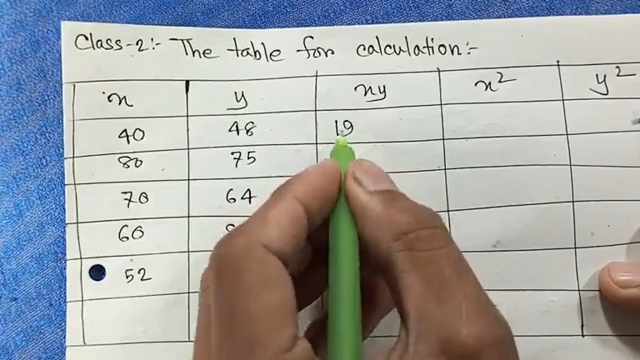 Class-2:- The table for calculation:-
x y xy x² y²
40 48 19
80 75
70 64
60
52